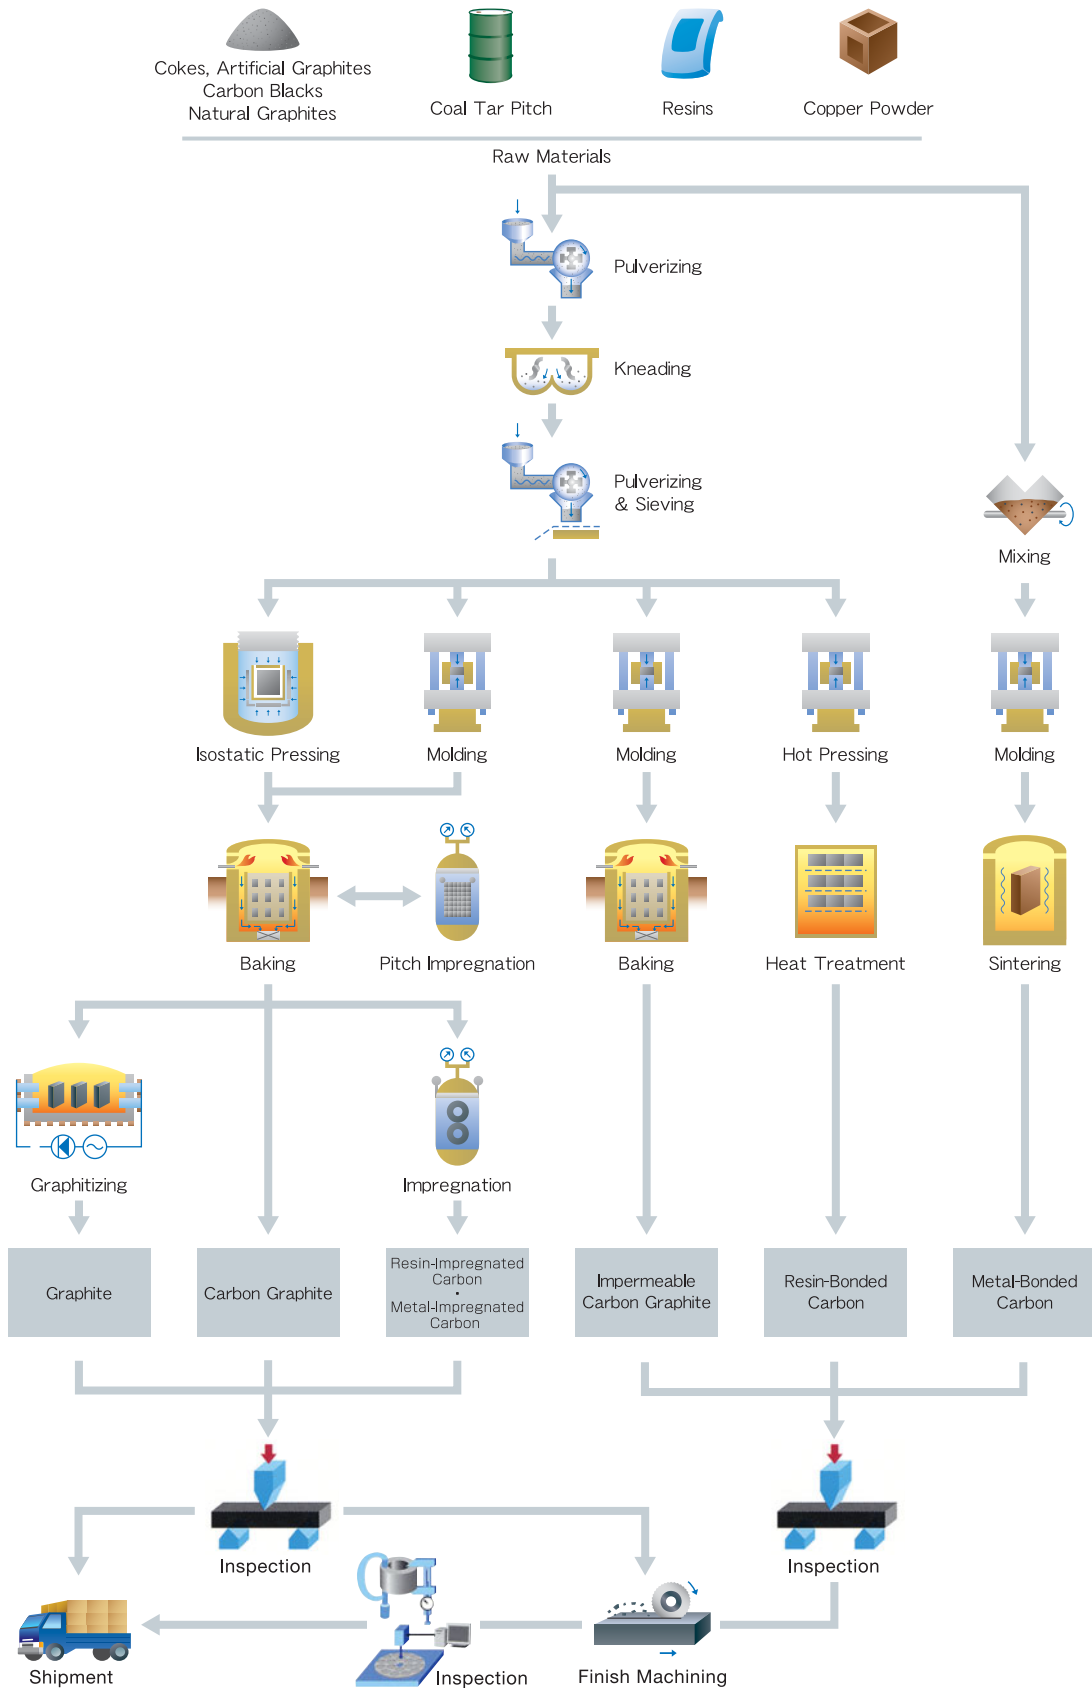 Cokes, Artificial Graphites
Carbon Blacks
Natural Graphites
Coal Tar Pitch
Resins
Copper Powder
Raw Materials
Pulverizing
Kneading
Pulverizing
& Sieving
Mixing
Isostatic Pressing
Molding
Molding
Hot Pressing
Molding
Baking
Pitch Impregnation
Baking
Heat Treatment
Sintering
Graphitizing
Impregnation
Graphite
Carbon Graphite
Resin-Impregnated
Carbon
•
Metal-Impregnated
Carbon
Impermeable
Carbon Graphite
Resin-Bonded
Carbon
Metal-Bonded
Carbon
Inspection
Inspection
Shipment
Inspection
Finish Machining